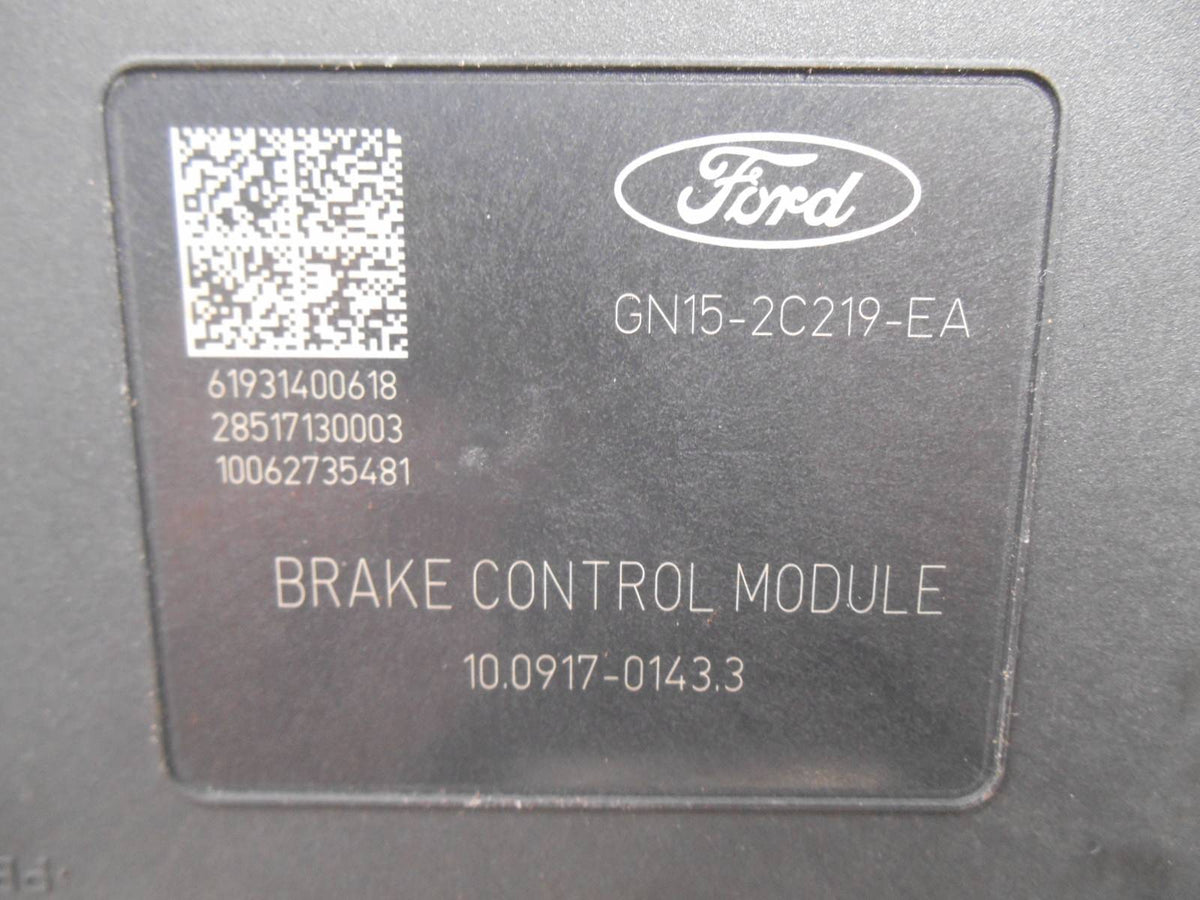 Ford
GN15-2C219-EA
61931400618
28517130003
10062735481
BRAKE CONTROL MODULE
10.0917-0143.3